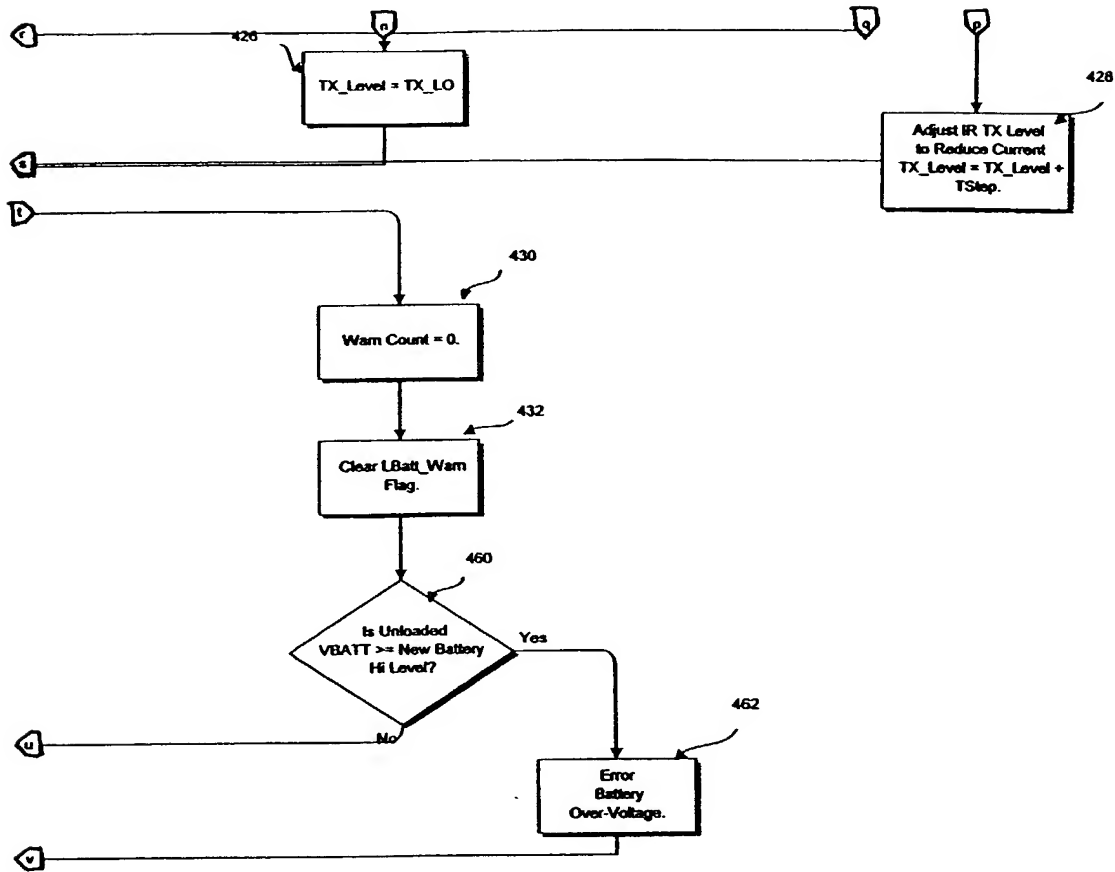 r
n
q
p
426
TX_Level = TX_LO
428
Adjust IR TX Level
to Reduce Current
TX_Level = TX_Level +
TStep.
s
t
430
Warn Count = 0.
432
Clear LBatt_Warn
Flag.
460
Is Unloaded
VBATT >= New Battery
Hi Level?
Yes
No
u
462
Error
Battery
Over-Voltage.
v